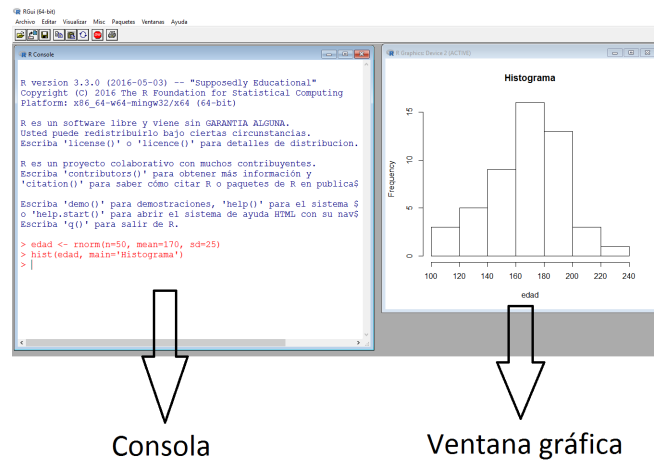 RGui (64-bit)
Archivo Editar Visualizar Misc Paquetes Ventanas Ayuda
R Console
R version 3.3.0 (2016-05-03) -- "Supposedly Educational"
Copyright (C) 2016 The R Foundation for Statistical Computing
Platform: x86_64-w64-mingw32/x64 (64-bit)
R es un software libre y viene sin GARANTIA ALGUNA.
Usted puede redistribuirlo bajo ciertas circunstancias.
Escriba 'license()' o 'licence()' para detalles de distribucion.
R es un proyecto colaborativo con muchos contribuyentes.
Escriba 'contributors()' para obtener más información y
'citation()' para saber cómo citar R o paquetes de R en publica$
Escriba 'demo()' para demostraciones, 'help()' para el sistema $
o 'help.start()' para abrir el sistema de ayuda HTML con su nav$
Escriba 'q()' para salir de R.
> edad <- rnorm(n=50, mean=170, sd=25)
> hist(edad, main='Histograma')
>
R Graphics Device 2 (ACTIVE)
Histograma
Frequency
15
10
5
0
100 120 140 160 180 200 220 240
edad
Consola
Ventana gráfica